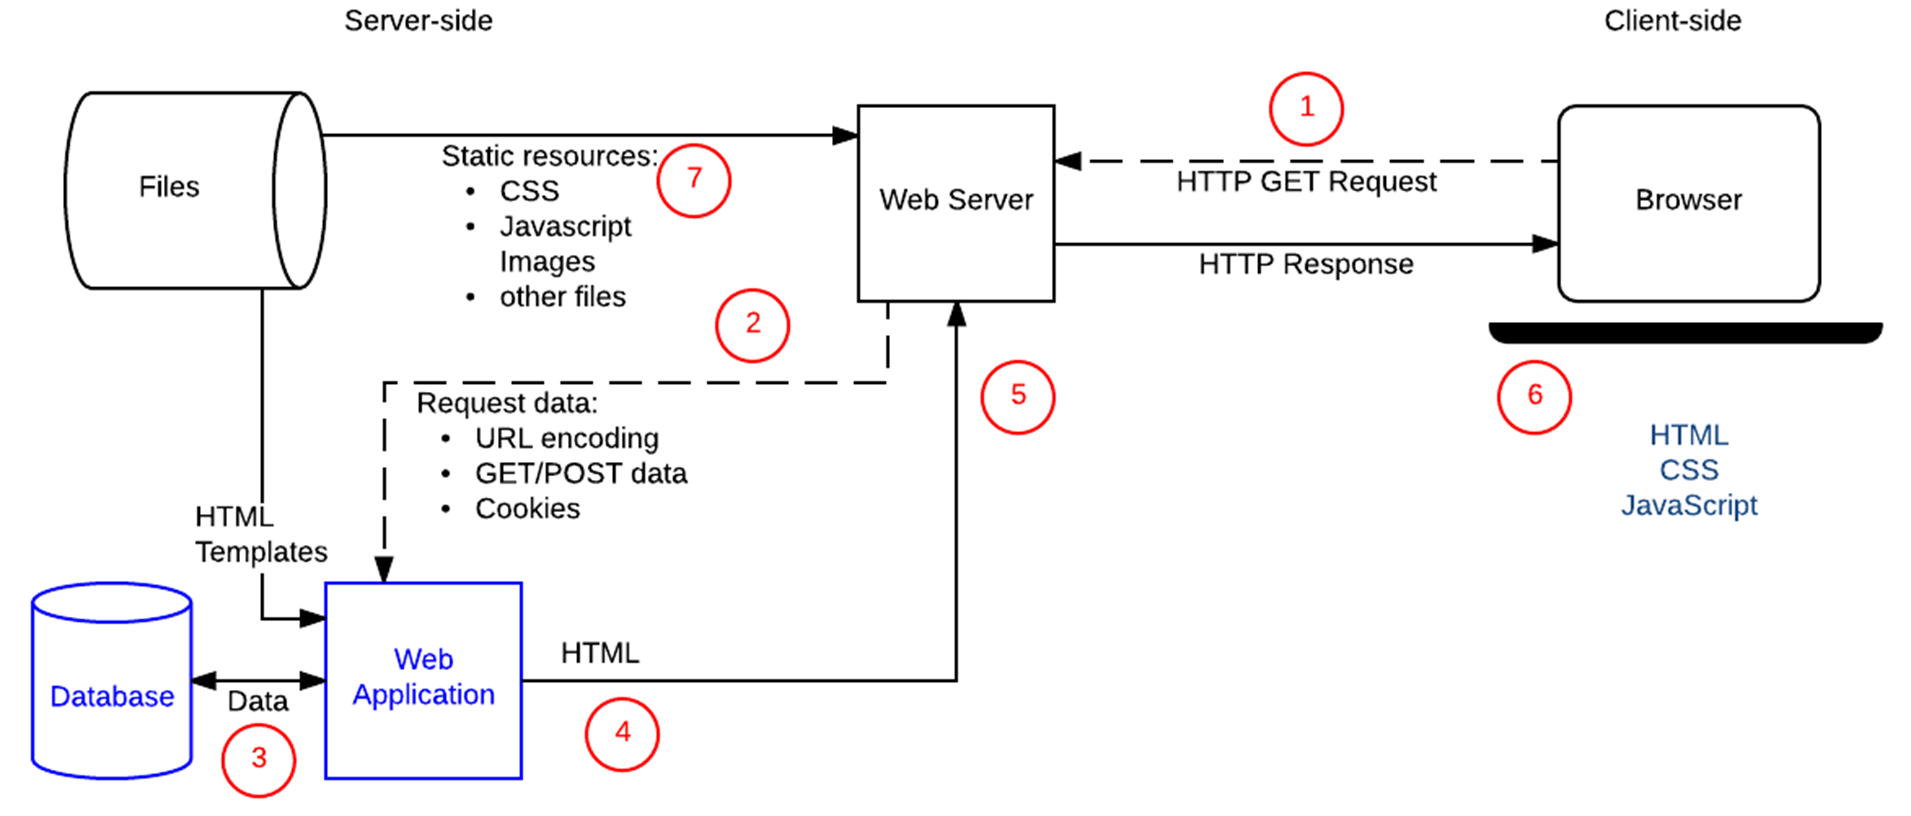 Server-side
Client-side
Files
Static resources:
• CSS
• Javascript
Images
• other files
7
Web Server
1
HTTP GET Request
HTTP Response
Browser
2
Request data:
• URL encoding
• GET/POST data
• Cookies
5
6
HTML
CSS
JavaScript
HTML
Templates
Database
Data
3
Web
Application
HTML
4